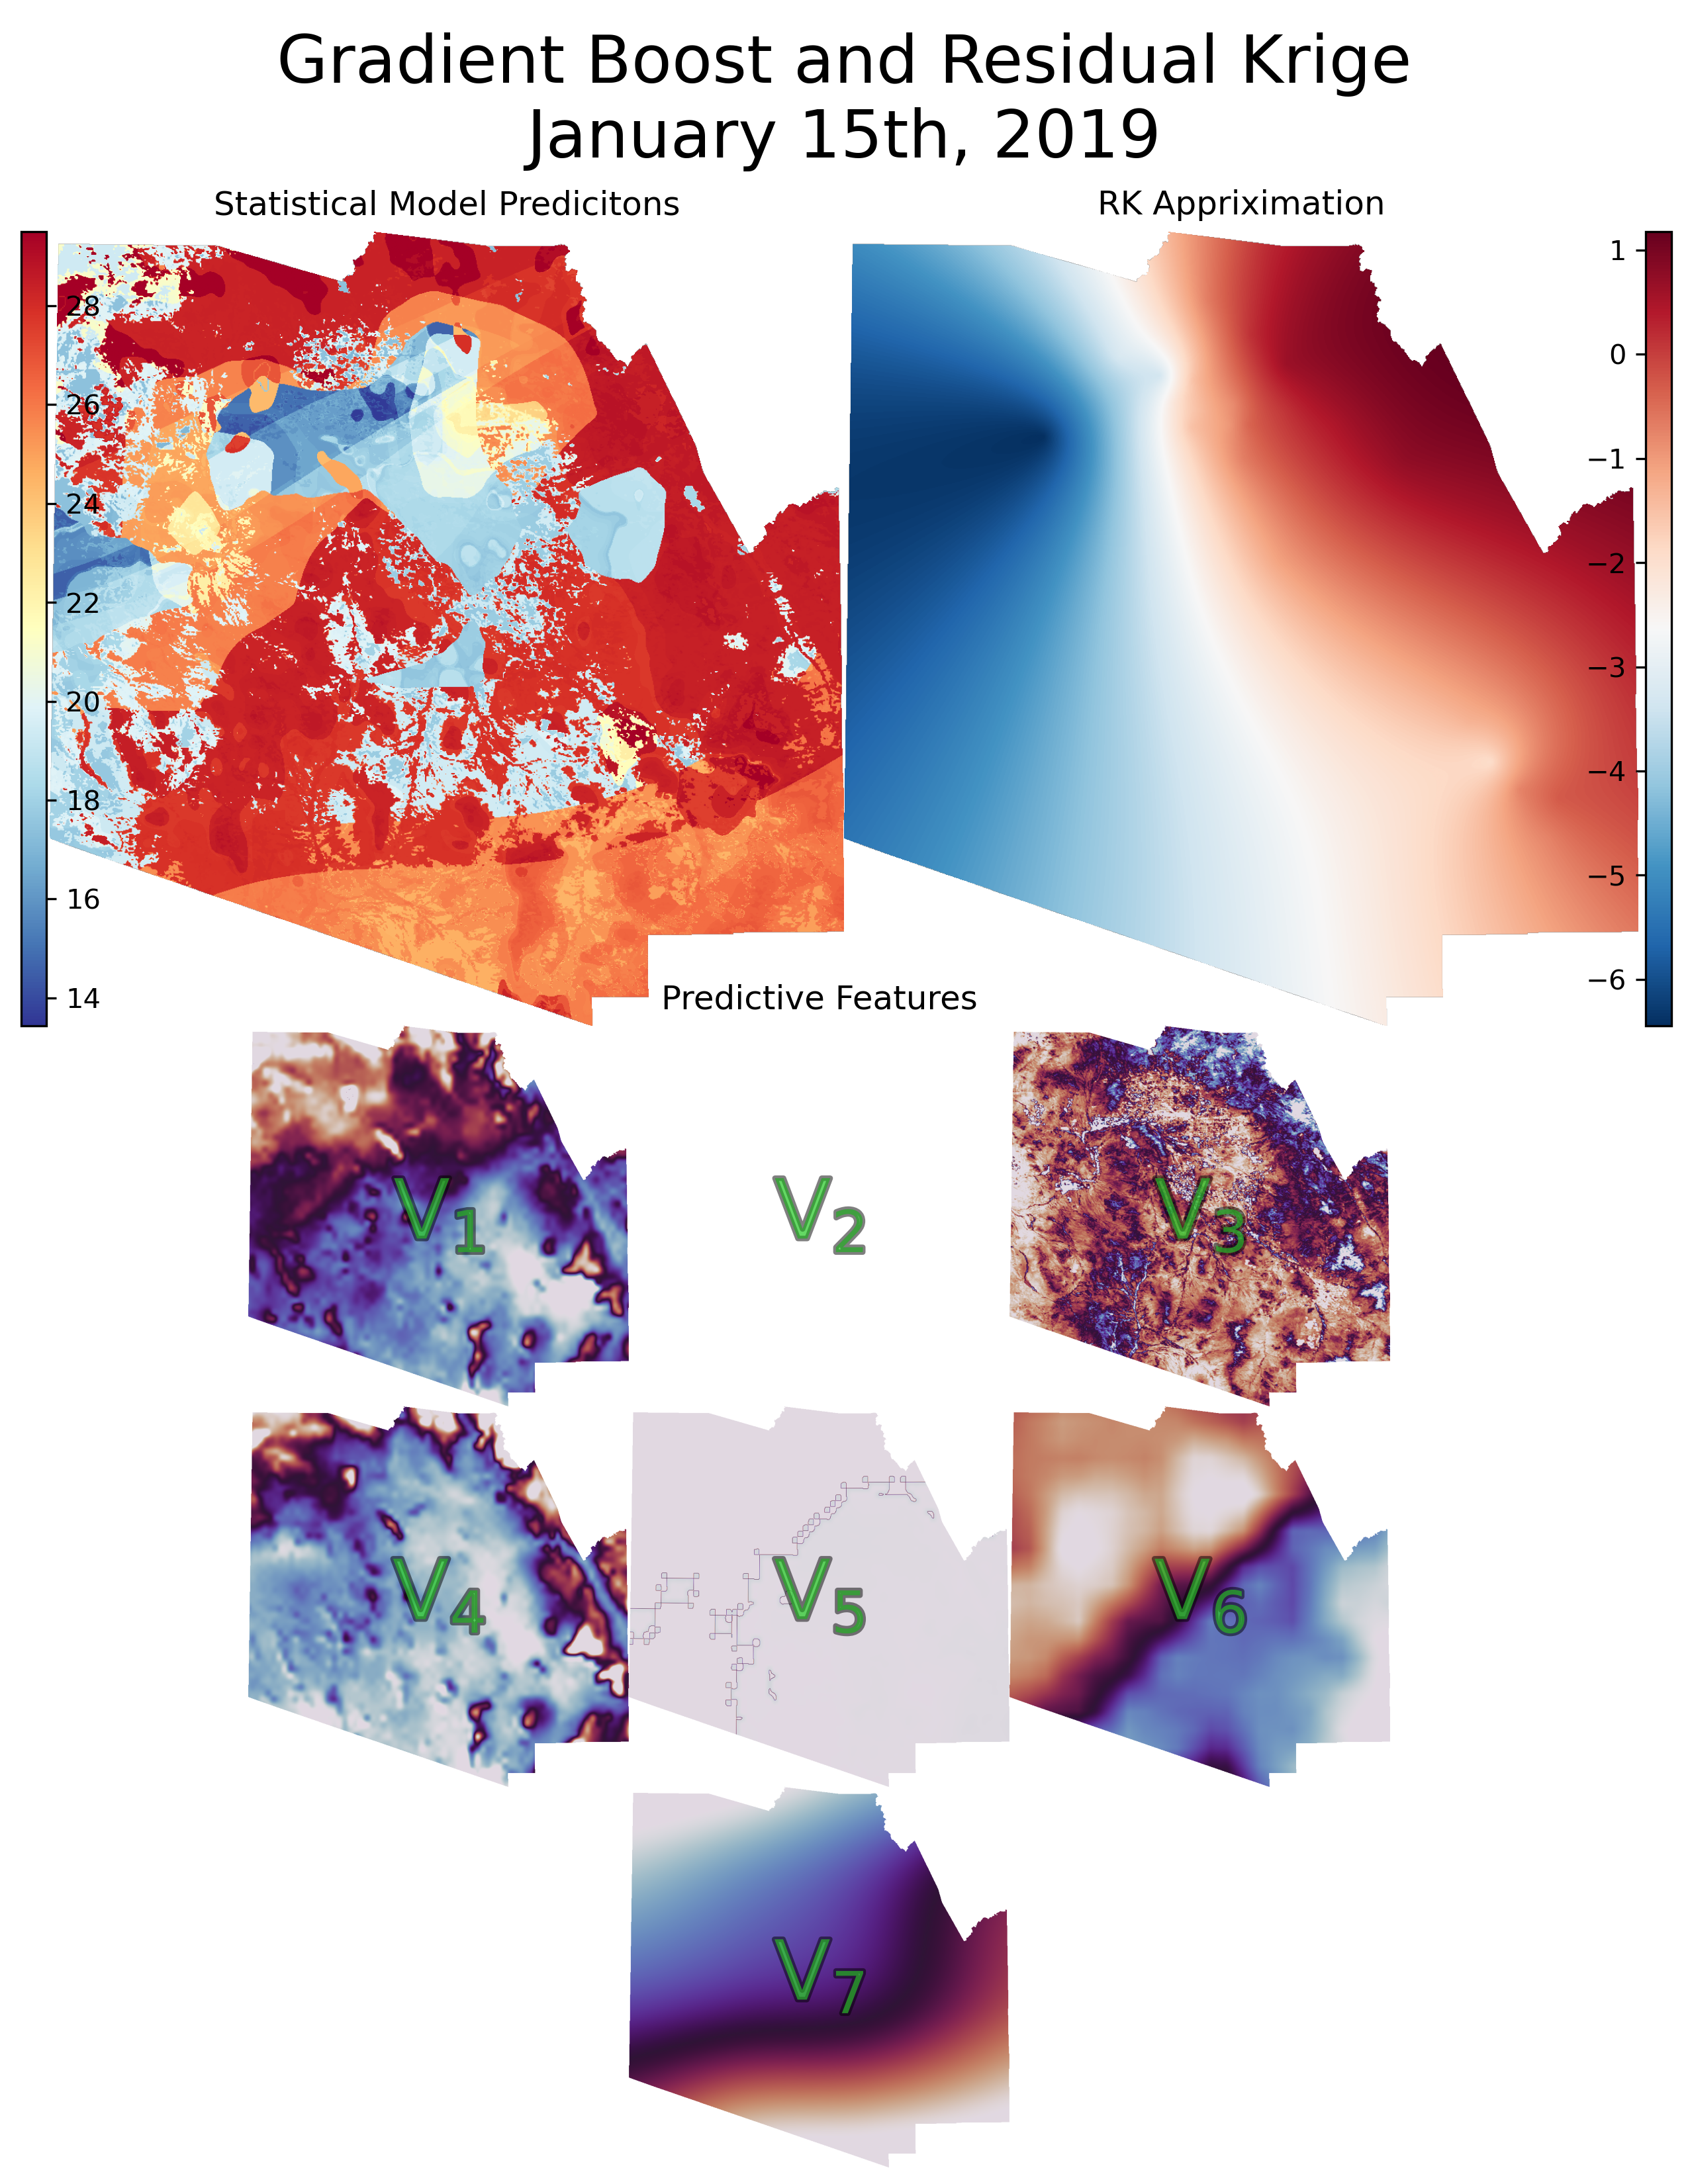 Gradient Boost and Residual Krige
January 15th, 2019
Statistical Model Predicitons
RK Appriximation
28
26
24
22
20
18
16
14
1
0
−1
−2
−3
−4
−5
−6
Predictive Features
V1
V2
V3
V4
V5
V6
V7